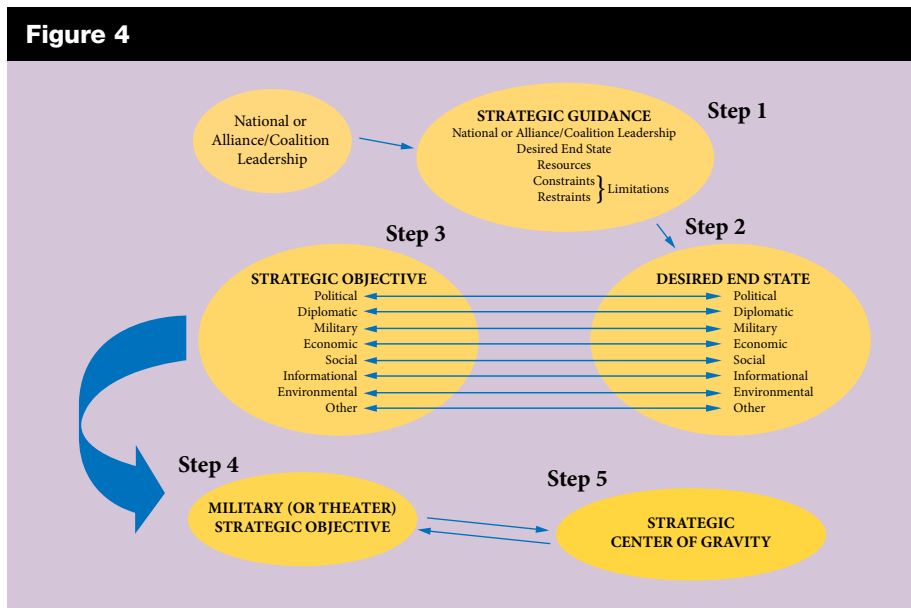 Figure 4
National or
Alliance/Coalition
Leadership
Step 1
STRATEGIC GUIDANCE
National or Alliance/Coalition Leadership
Desired End State
Resources
Constraints
Restraints
} Limitations
Step 2
DESIRED END STATE
Political
Diplomatic
Military
Economic
Social
Informational
Environmental
Other
Step 3
STRATEGIC OBJECTIVE
Political
Diplomatic
Military
Economic
Social
Informational
Environmental
Other
Step 4
MILITARY (OR THEATER)
STRATEGIC OBJECTIVE
Step 5
STRATEGIC
CENTER OF GRAVITY